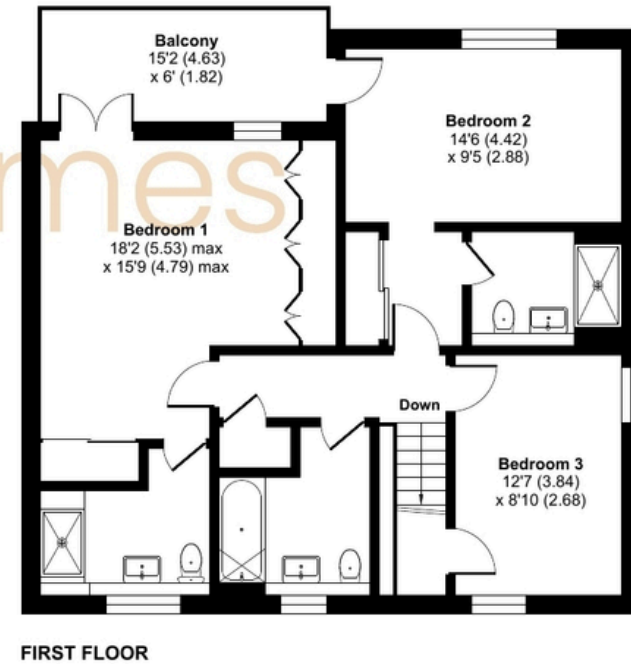 Balcony
15'2 (4.63)
x 6' (1.82)
Bedroom 2
14'6 (4.42)
x 9'5 (2.88)
mes
Bedroom 1
18'2 (5.53) max
x 15'9 (4.79) max
Down
Bedroom 3
12'7 (3.84)
x 8'10 (2.68)
FIRST FLOOR